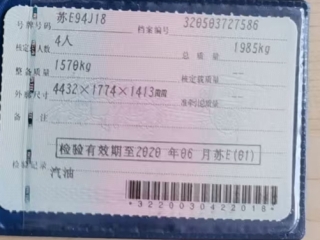 号牌号码 苏E94J18 档案编号 320503727586
核定载人数 4人 总质量 1985kg
整备质量 1570kg 核定载质量 --
外廓尺寸 4432×1774×1413 准牵引总质量 --
备注
检验有效期至2020 年06 月苏E(01)
检验记录 汽油
*3220030422018*